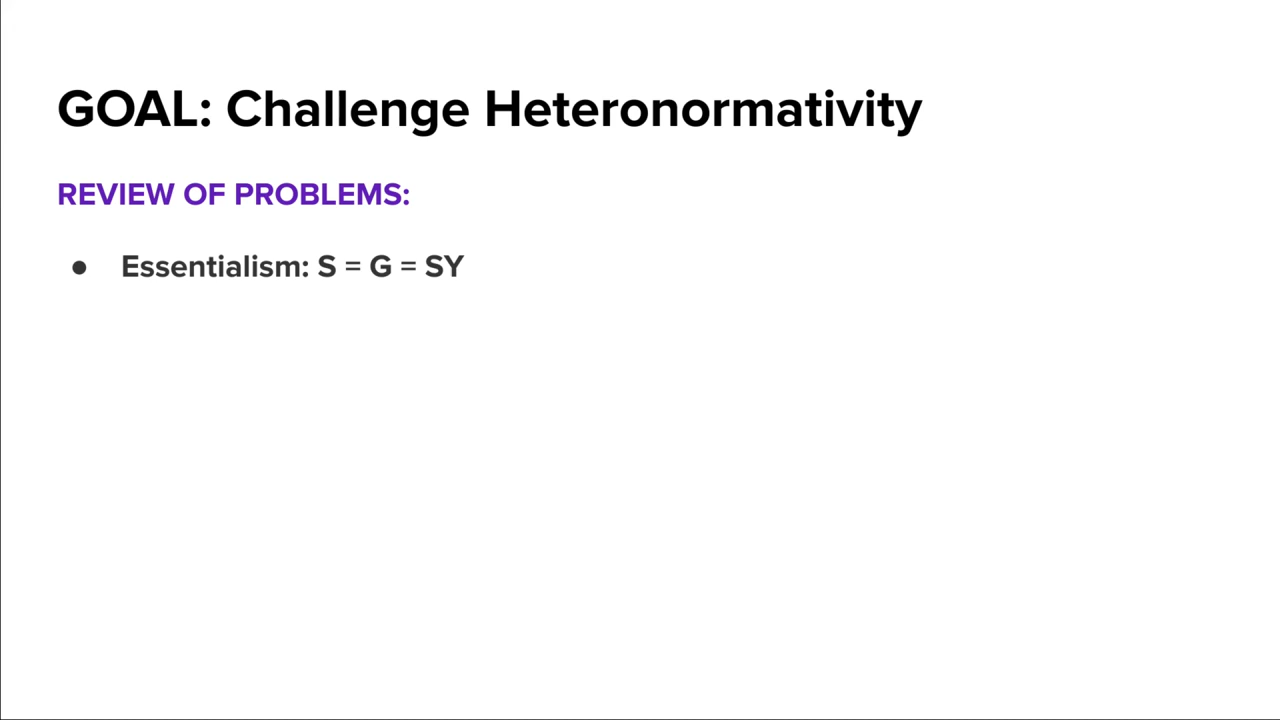 GOAL: Challenge Heteronormativity
REVIEW OF PROBLEMS:
● Essentialism: S = G = SY